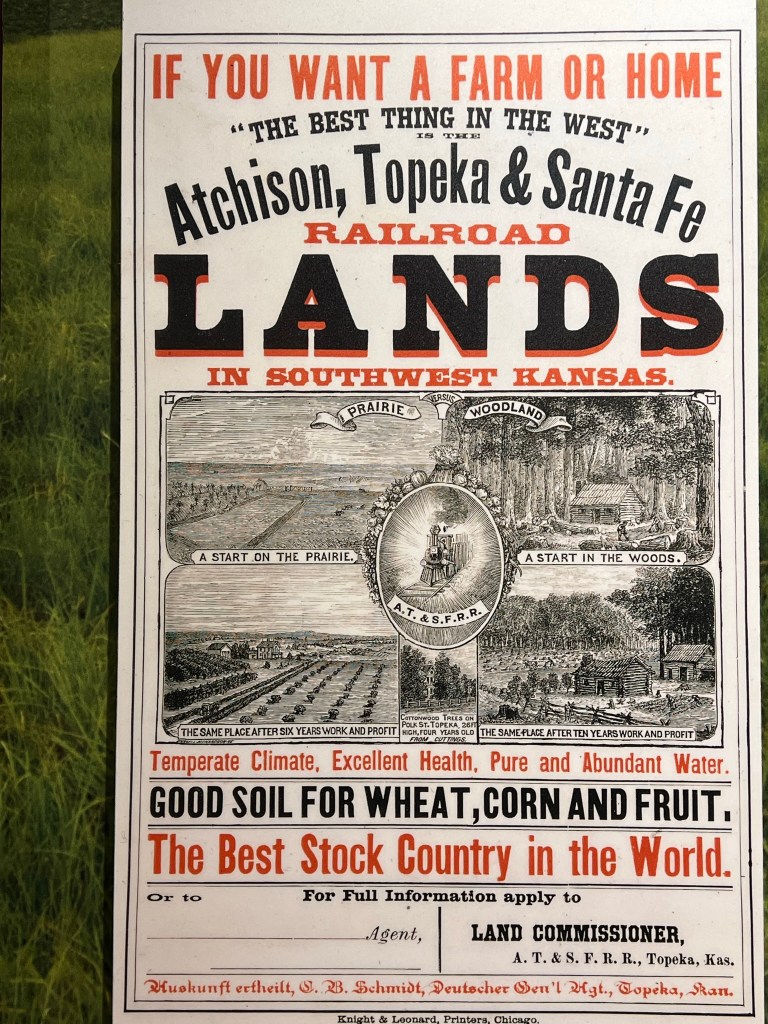 IF YOU WANT A FARM OR HOME
"THE BEST THING IN THE WEST"
IS THE
Atchison, Topeka & Santa Fe
RAILROAD
LANDS
IN SOUTHWEST KANSAS.
PRAIRIE VERSUS WOODLAND
A START ON THE PRAIRIE.
A START IN THE WOODS.
A.T. & S.F.R.R.
THE SAME PLACE AFTER SIX YEARS WORK AND PROFIT
COTTONWOOD TREES ON
POLK ST. TOPEKA, 26FT
HIGH, FOUR YEARS OLD
FROM CUTTINGS.
THE SAME PLACE AFTER TEN YEARS WORK AND PROFIT
Temperate Climate, Excellent Health, Pure and Abundant Water.
GOOD SOIL FOR WHEAT, CORN AND FRUIT.
The Best Stock Country in the World.
For Full Information apply to
Or to
Agent,
LAND COMMISSIONER,
A. T. & S. F. R. R., Topeka, Kas.
Auskunft ertheilt, C. B. Schmidt, Deutscher Gen'l Agt., Topeka, Kan.
Knight & Leonard, Printers, Chicago.